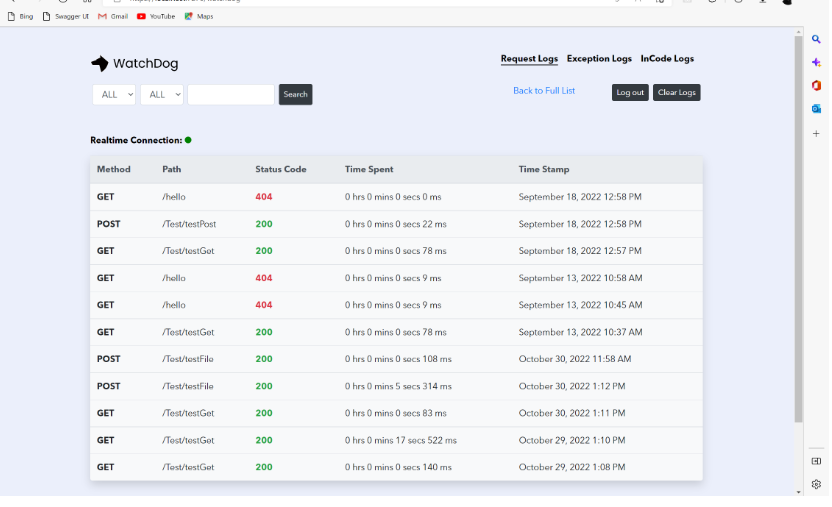 Bing Swagger UI Gmail YouTube Maps
WatchDog
Request Logs Exception Logs InCode Logs
ALL ALL Search Back to Full List Log out Clear Logs
Realtime Connection:
Method Path Status Code Time Spent Time Stamp
GET /hello 404 0 hrs 0 mins 0 secs 0 ms September 18, 2022 12:58 PM
POST /Test/testPost 200 0 hrs 0 mins 0 secs 22 ms September 18, 2022 12:58 PM
GET /Test/testGet 200 0 hrs 0 mins 0 secs 78 ms September 18, 2022 12:57 PM
GET /hello 404 0 hrs 0 mins 0 secs 9 ms September 13, 2022 10:58 AM
GET /hello 404 0 hrs 0 mins 0 secs 9 ms September 13, 2022 10:45 AM
GET /Test/testGet 200 0 hrs 0 mins 0 secs 78 ms September 13, 2022 10:37 AM
POST /Test/testFile 200 0 hrs 0 mins 0 secs 108 ms October 30, 2022 11:58 AM
POST /Test/testFile 200 0 hrs 0 mins 5 secs 314 ms October 30, 2022 1:12 PM
GET /Test/testGet 200 0 hrs 0 mins 0 secs 83 ms October 30, 2022 1:11 PM
GET /Test/testGet 200 0 hrs 0 mins 17 secs 522 ms October 29, 2022 1:10 PM
GET /Test/testGet 200 0 hrs 0 mins 0 secs 140 ms October 29, 2022 1:08 PM